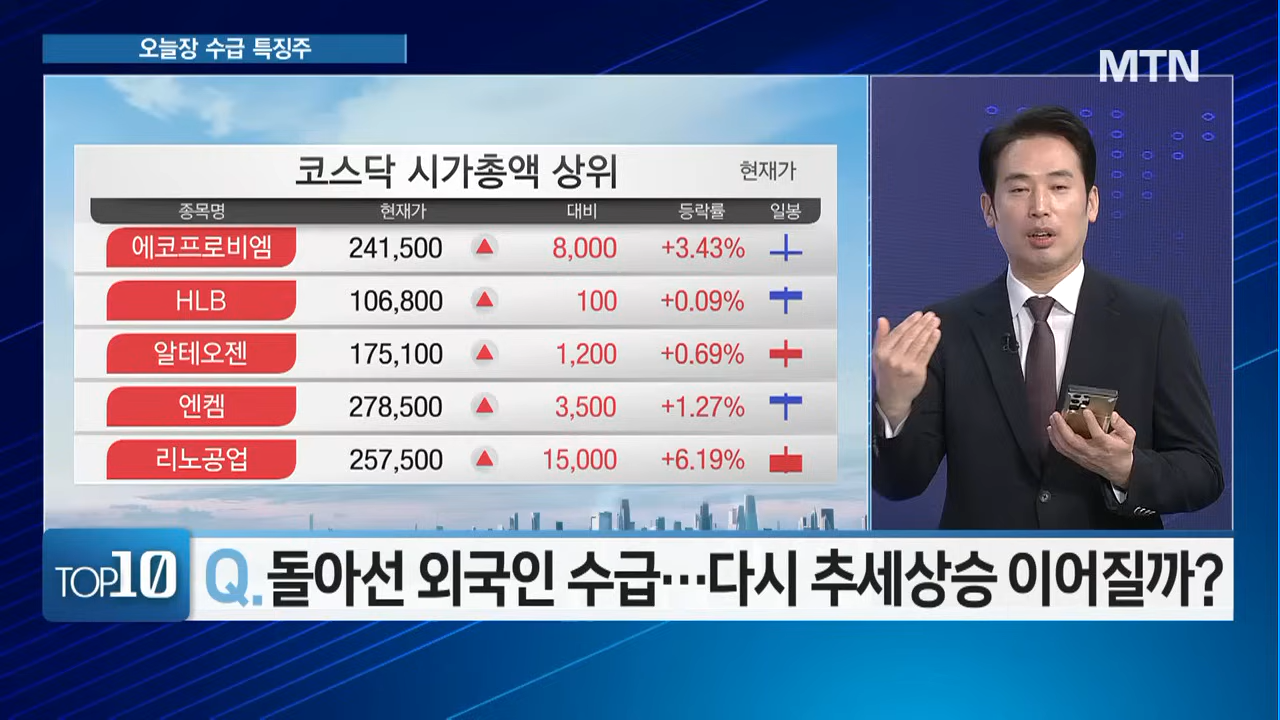 오늘장 수급 특징주
MTN
코스닥 시가총액 상위 현재가
종목명 현재가 대비 등락률 일봉
에코프로비엠 241,500 8,000 +3.43%
HLB 106,800 100 +0.09%
알테오젠 175,100 1,200 +0.69%
엔켐 278,500 3,500 +1.27%
리노공업 257,500 15,000 +6.19%
TOP10 Q.돌아선 외국인 수급…다시 추세상승 이어질까?